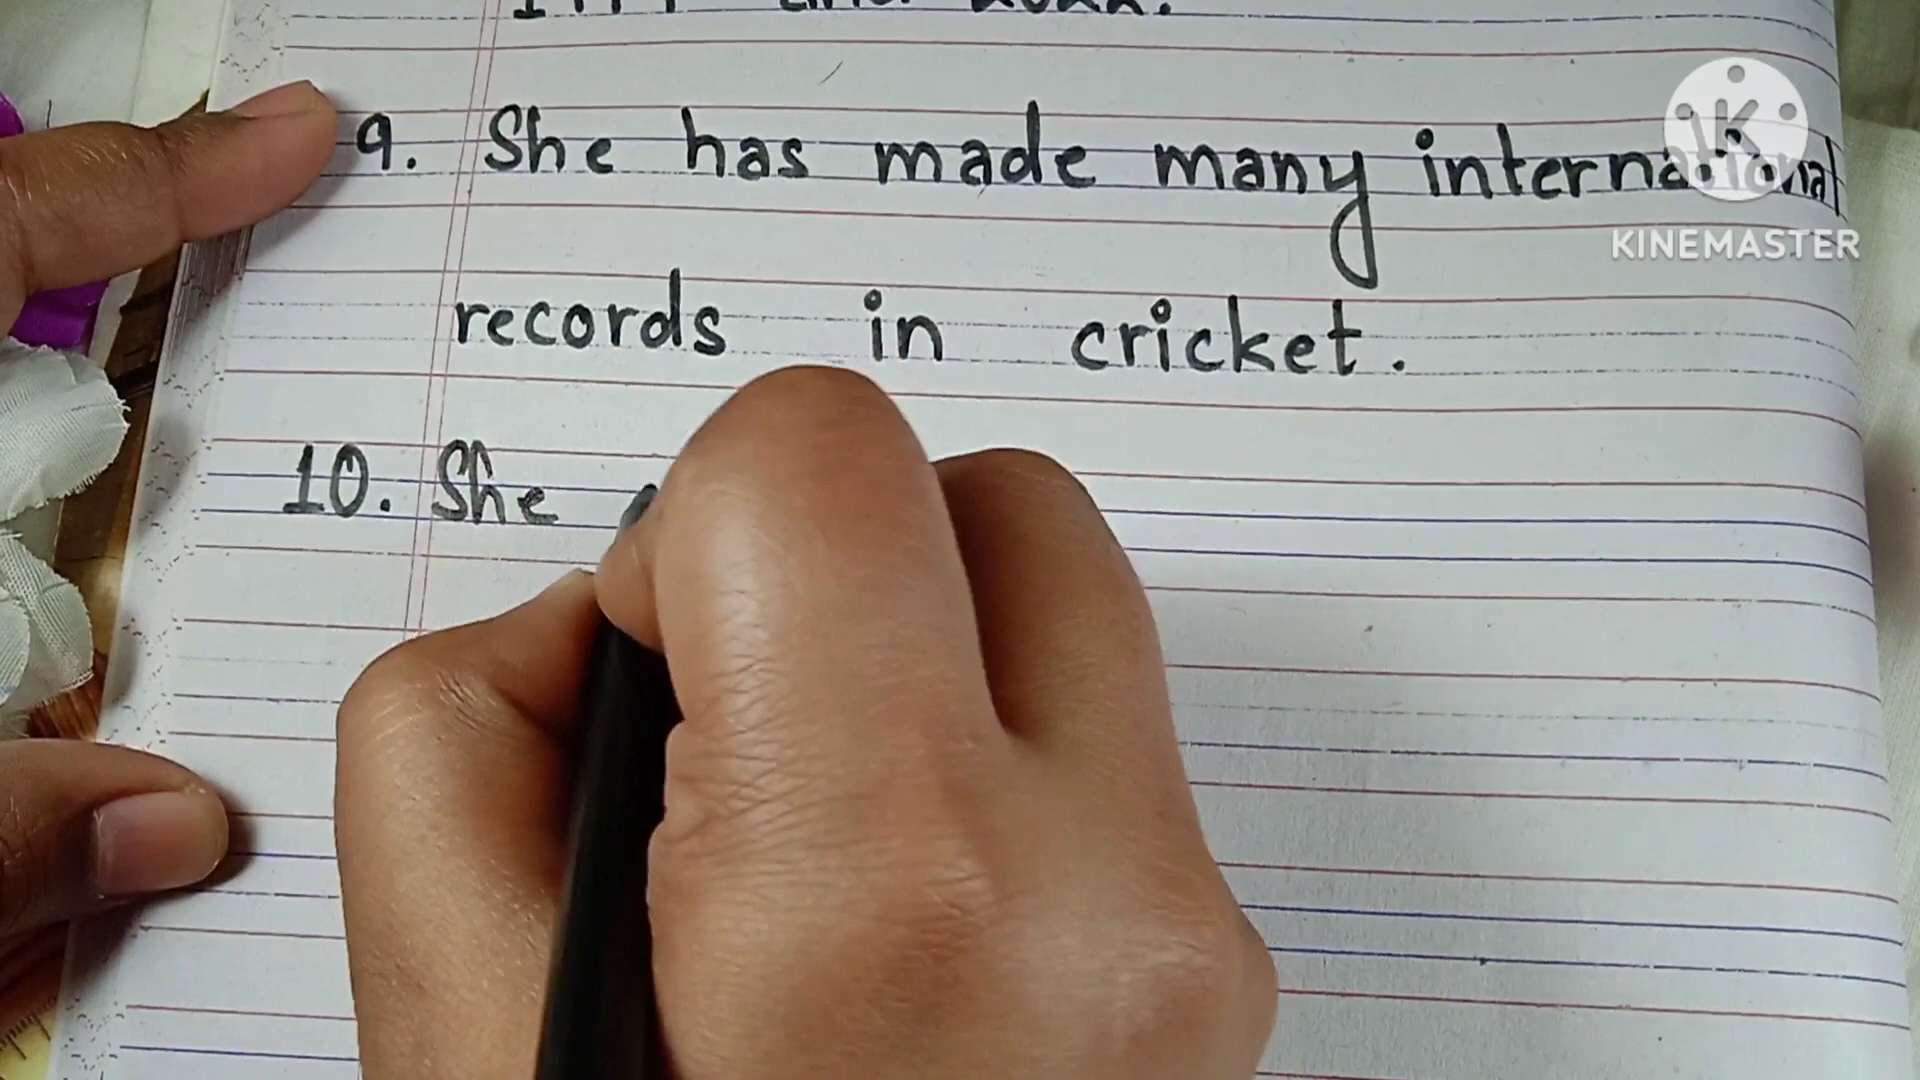 9. She has made many international
records in cricket.
10. She
KINEMASTER